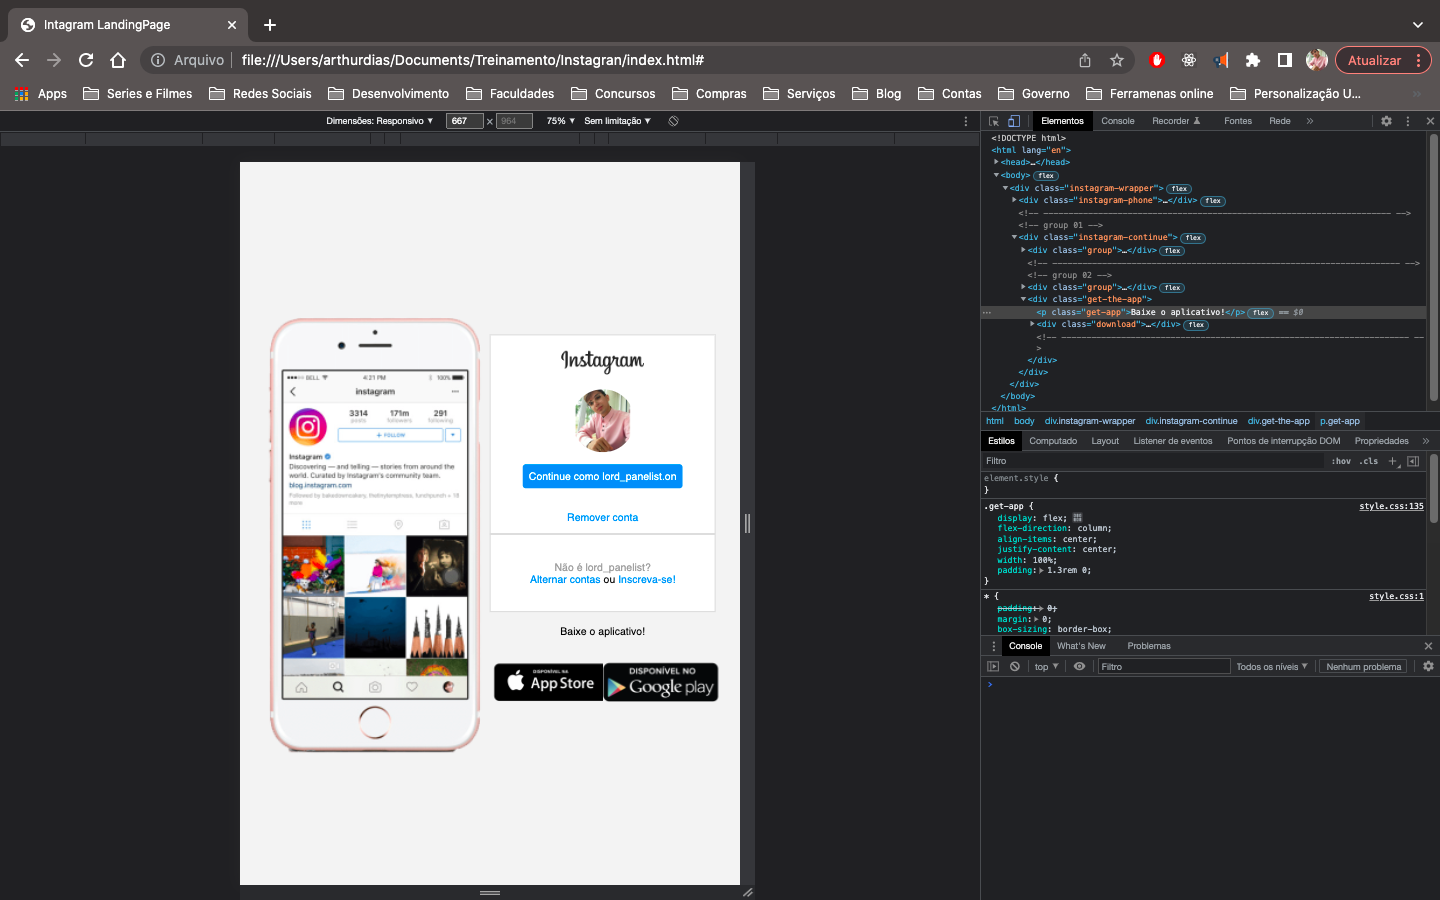 Intagram LandingPage
Arquivo
file:///Users/arthurdias/Documents/Treinamento/Instagran/index.html#
Atualizar
Apps
Series e Filmes
Redes Sociais
Desenvolvimento
Faculdades
Concursos
Compras
Serviços
Blog
Contas
Governo
Ferramenas online
Personalização U...
Dimensões: Responsivo
667 × 964
75%
Sem limitação
Elementos
Console
Recorder
Fontes
Rede
<!DOCTYPE html>
<html lang="en">
<head>…</head>
<body> flex
<div class="instagram-wrapper"> flex
<div class="instagram-phone">…</div> flex
<!-- group 01 -->
<div class="instagram-continue"> flex
<div class="group">…</div> flex
<!-- group 02 -->
<div class="group">…</div> flex
<div class="get-the-app">
<p class="get-app">Baixe o aplicativo!</p> flex == $0
<div class="download">…</div> flex
</div>
</div>
</div>
</body>
</html>
html body div.instagram-wrapper div.instagram-continue div.get-the-app p.get-app
Estilos
Computado
Layout
Listener de eventos
Pontos de interrupção DOM
Propriedades
Filtro
:hov .cls
element.style {
}
.get-app {
style.css:135
display: flex;
flex-direction: column;
align-items: center;
justify-content: center;
width: 100%;
padding: 1.3rem 0;
}
* {
style.css:1
padding: 0;
margin: 0;
box-sizing: border-box;
Console
What's New
Problemas
top
Filtro
Todos os níveis
Nenhum problema
BELL
4:21 PM
100%
instagram
3314 171m 291
posts followers following
+ FOLLOW
Instagram
Discovering — and telling — stories from around the
world. Curated by Instagram's community team.
blog.instagram.com
more
Instagram
Continue como lord_panelist.on
Remover conta
Não é lord_panelist?
Alternar contas ou Inscreva-se!
Baixe o aplicativo!
DISPONÍVEL NA
App Store
DISPONÍVEL NO
Google play